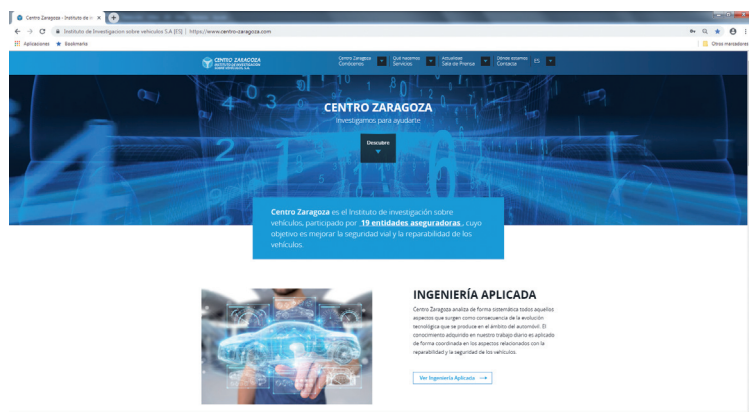 Centro Zaragoza - Instituto de In
Instituto de Investigacion sobre vehiculos S.A [ES] | https://www.centro-zaragoza.com
Aplicaciones Bookmarks
Otros marcadores
CENTRO ZARAGOZA
INSTITUTO DE INVESTIGACIÓN
SOBRE VEHÍCULOS, S.A.
Centro Zaragoza
Conócenos
Qué hacemos
Servicios
Actualidad
Sala de Prensa
Dónde estamos
Contacta
ES
CENTRO ZARAGOZA
Investigamos para ayudarte
Descubre
Centro Zaragoza es el Instituto de investigación sobre
vehículos, participado por 19 entidades aseguradoras, cuyo
objetivo es mejorar la seguridad vial y la reparabilidad de los
vehículos.
INGENIERÍA APLICADA
Centro Zaragoza analiza de forma sistemática todos aquellos
aspectos que surgen como consecuencia de la evolución
tecnológica que se produce en el ámbito del automóvil. El
conocimiento adquirido en nuestro trabajo diario es aplicado
de forma coordinada en los aspectos relacionados con la
reparabilidad y la seguridad de los vehículos.
Ver Ingeniería Aplicada